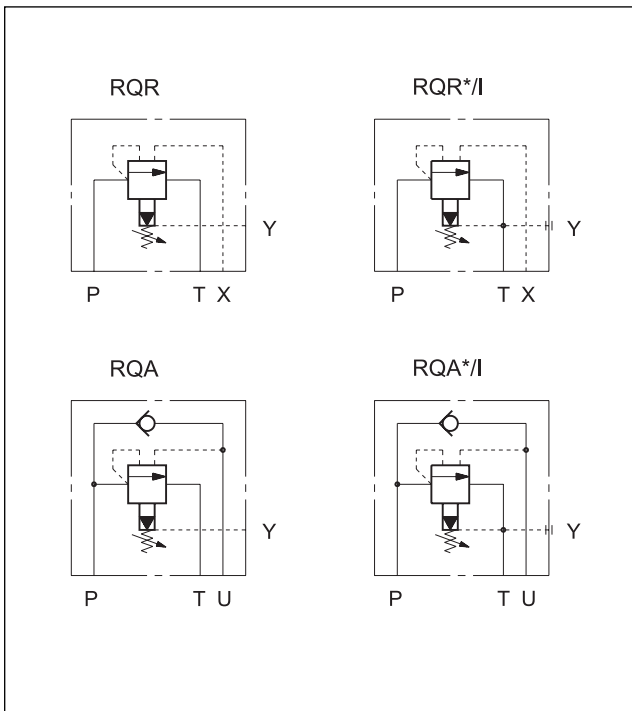 RQR
RQR*/I
Y
Y
P T X
P T X
RQA
RQA*/I
Y
Y
P T U
P T U